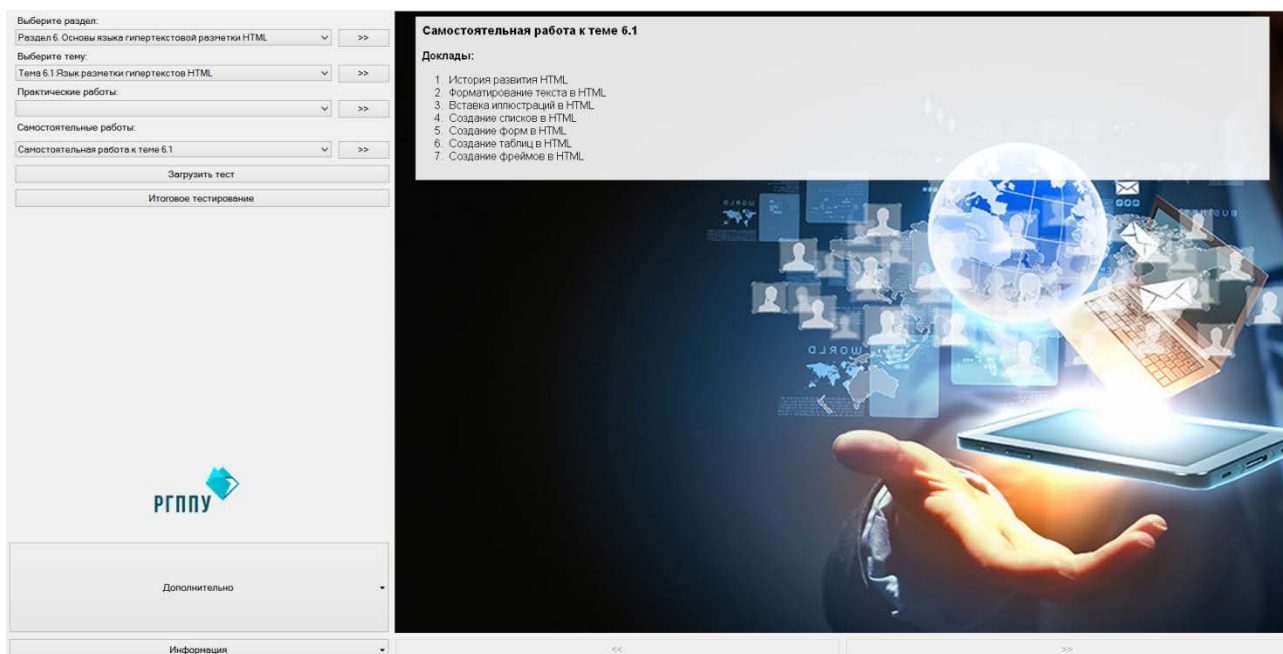 Выберите раздел:
Раздел 6. Основы языка гипертекстовой разметки HTML
>>
Выберите тему:
Тема 6.1 Язык разметки гипертекстов HTML
>>
Практические работы:
>>
Самостоятельные работы:
Самостоятельная работа к теме 6.1
>>
Загрузить тест
Итоговое тестирование
РГППУ
Дополнительно
Информация
Самостоятельная работа к теме 6.1
Доклады:
1. История развития HTML
2. Форматирование текста в HTML
3. Вставка иллюстраций в HTML
4. Создание списков в HTML
5. Создание форм в HTML
6. Создание таблиц в HTML
7. Создание фреймов в HTML
WORLD
BUSINE
WORLD
<<
>>